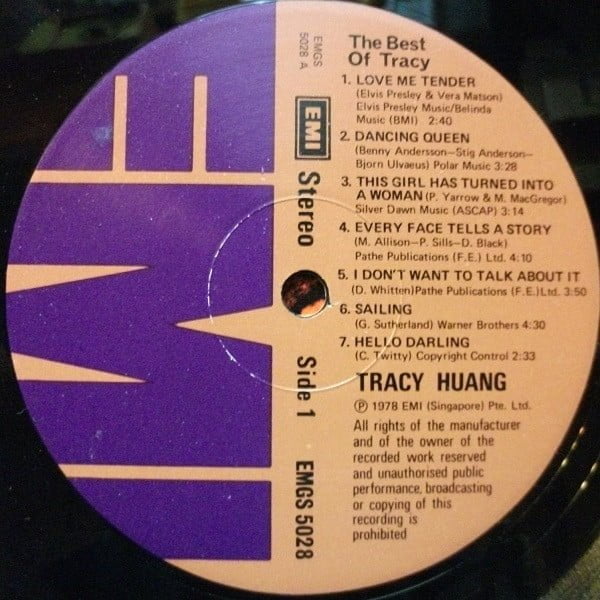 The Best
Of Tracy
1. LOVE ME TENDER
(Elvis Presley & Vera Matson)
Elvis Presley Music/Belinda
Music (BMI) 2:40
2. DANCING QUEEN
(Benny Andersson–Stig Anderson–
Bjorn Ulvaeus) Polar Music 3:28
3. THIS GIRL HAS TURNED INTO
A WOMAN (P. Yarrow & M. MacGregor)
Silver Dawn Music (ASCAP) 3:14
4. EVERY FACE TELLS A STORY
(M. Allison–P. Sills–D. Black)
Pathe Publications (F.E.) Ltd. 4:10
5. I DON'T WANT TO TALK ABOUT IT
(D. Whitten)Pathe Publications (F.E.)Ltd. 3:50
6. SAILING
(G. Sutherland) Warner Brothers 4:30
7. HELLO DARLING
(C. Twitty) Copyright Control 2:33
TRACY HUANG
Ⓟ 1978 EMI (Singapore) Pte. Ltd.
All rights of the manufacturer
and of the owner of the
recorded work reserved
and unauthorised public
performance, broadcasting
or copying of this
recording is
prohibited
EMGS
5028 A
EMI Stereo Side 1 EMGS 5028
EMI